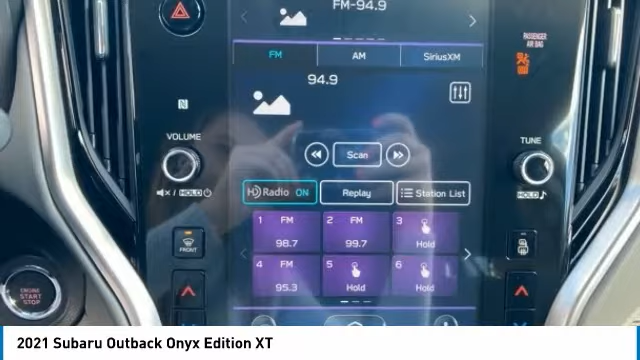 FM-94.9
PASSENGER
AIR BAG
FM AM SiriusXM
94.9
N
VOLUME
TUNE
Scan
HOLD
HOLD
HD Radio ON Replay Station List
1 FM 2 FM 3
98.7 99.7 Hold
4 FM 5 6
95.3 Hold Hold
FRONT
ENGINE
START
STOP
2021 Subaru Outback Onyx Edition XT